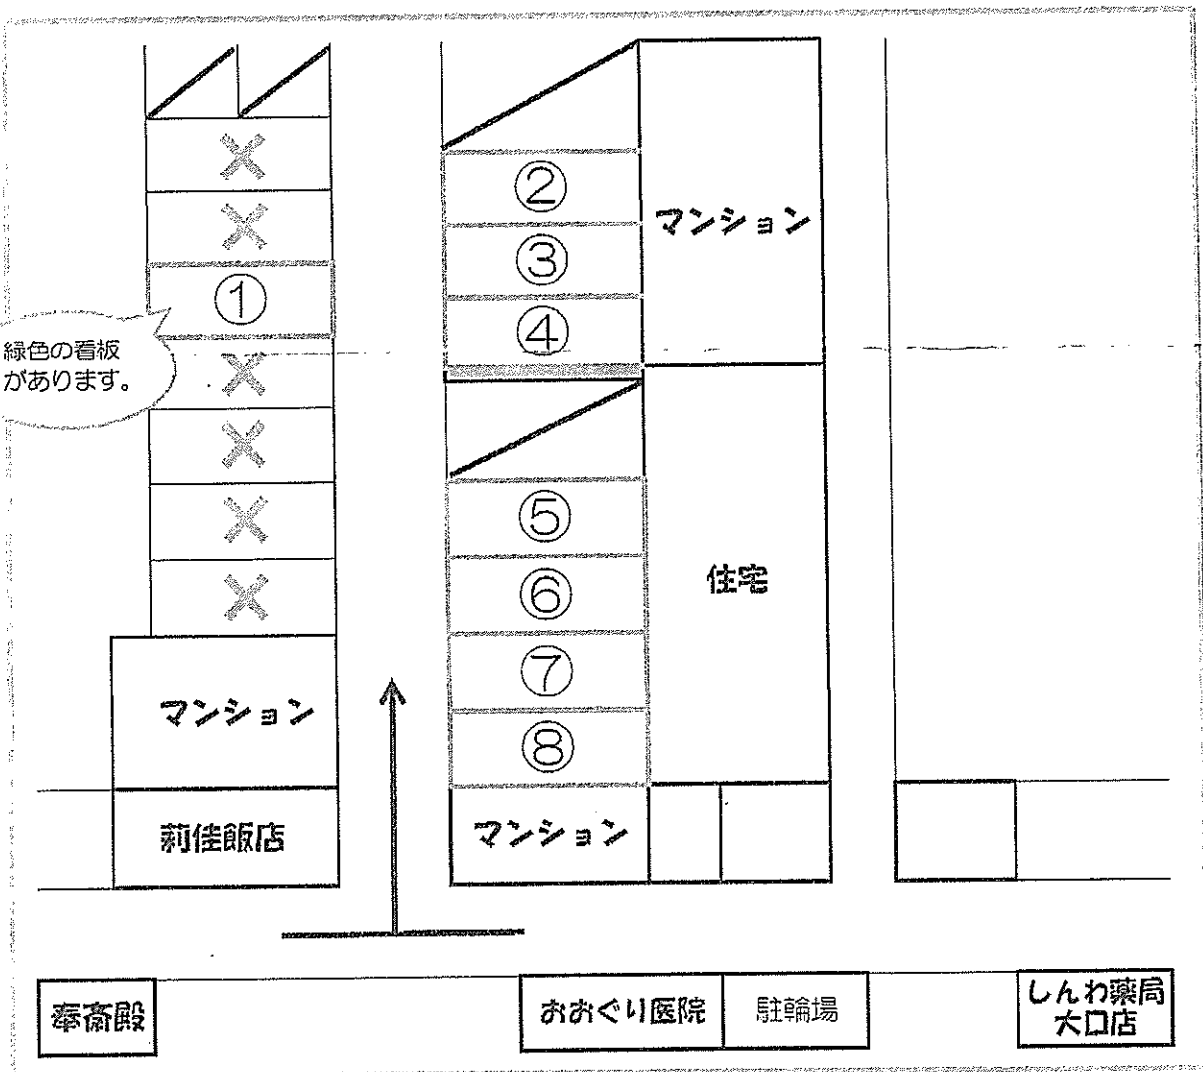 ②
マンション
③
①
④
緑色の看板
があります。
⑤
⑥
住宅
⑦
マンション
⑧
莉佳飯店
マンション
奉斎殿
おおぐり医院
駐輪場
しんわ薬局
大口店